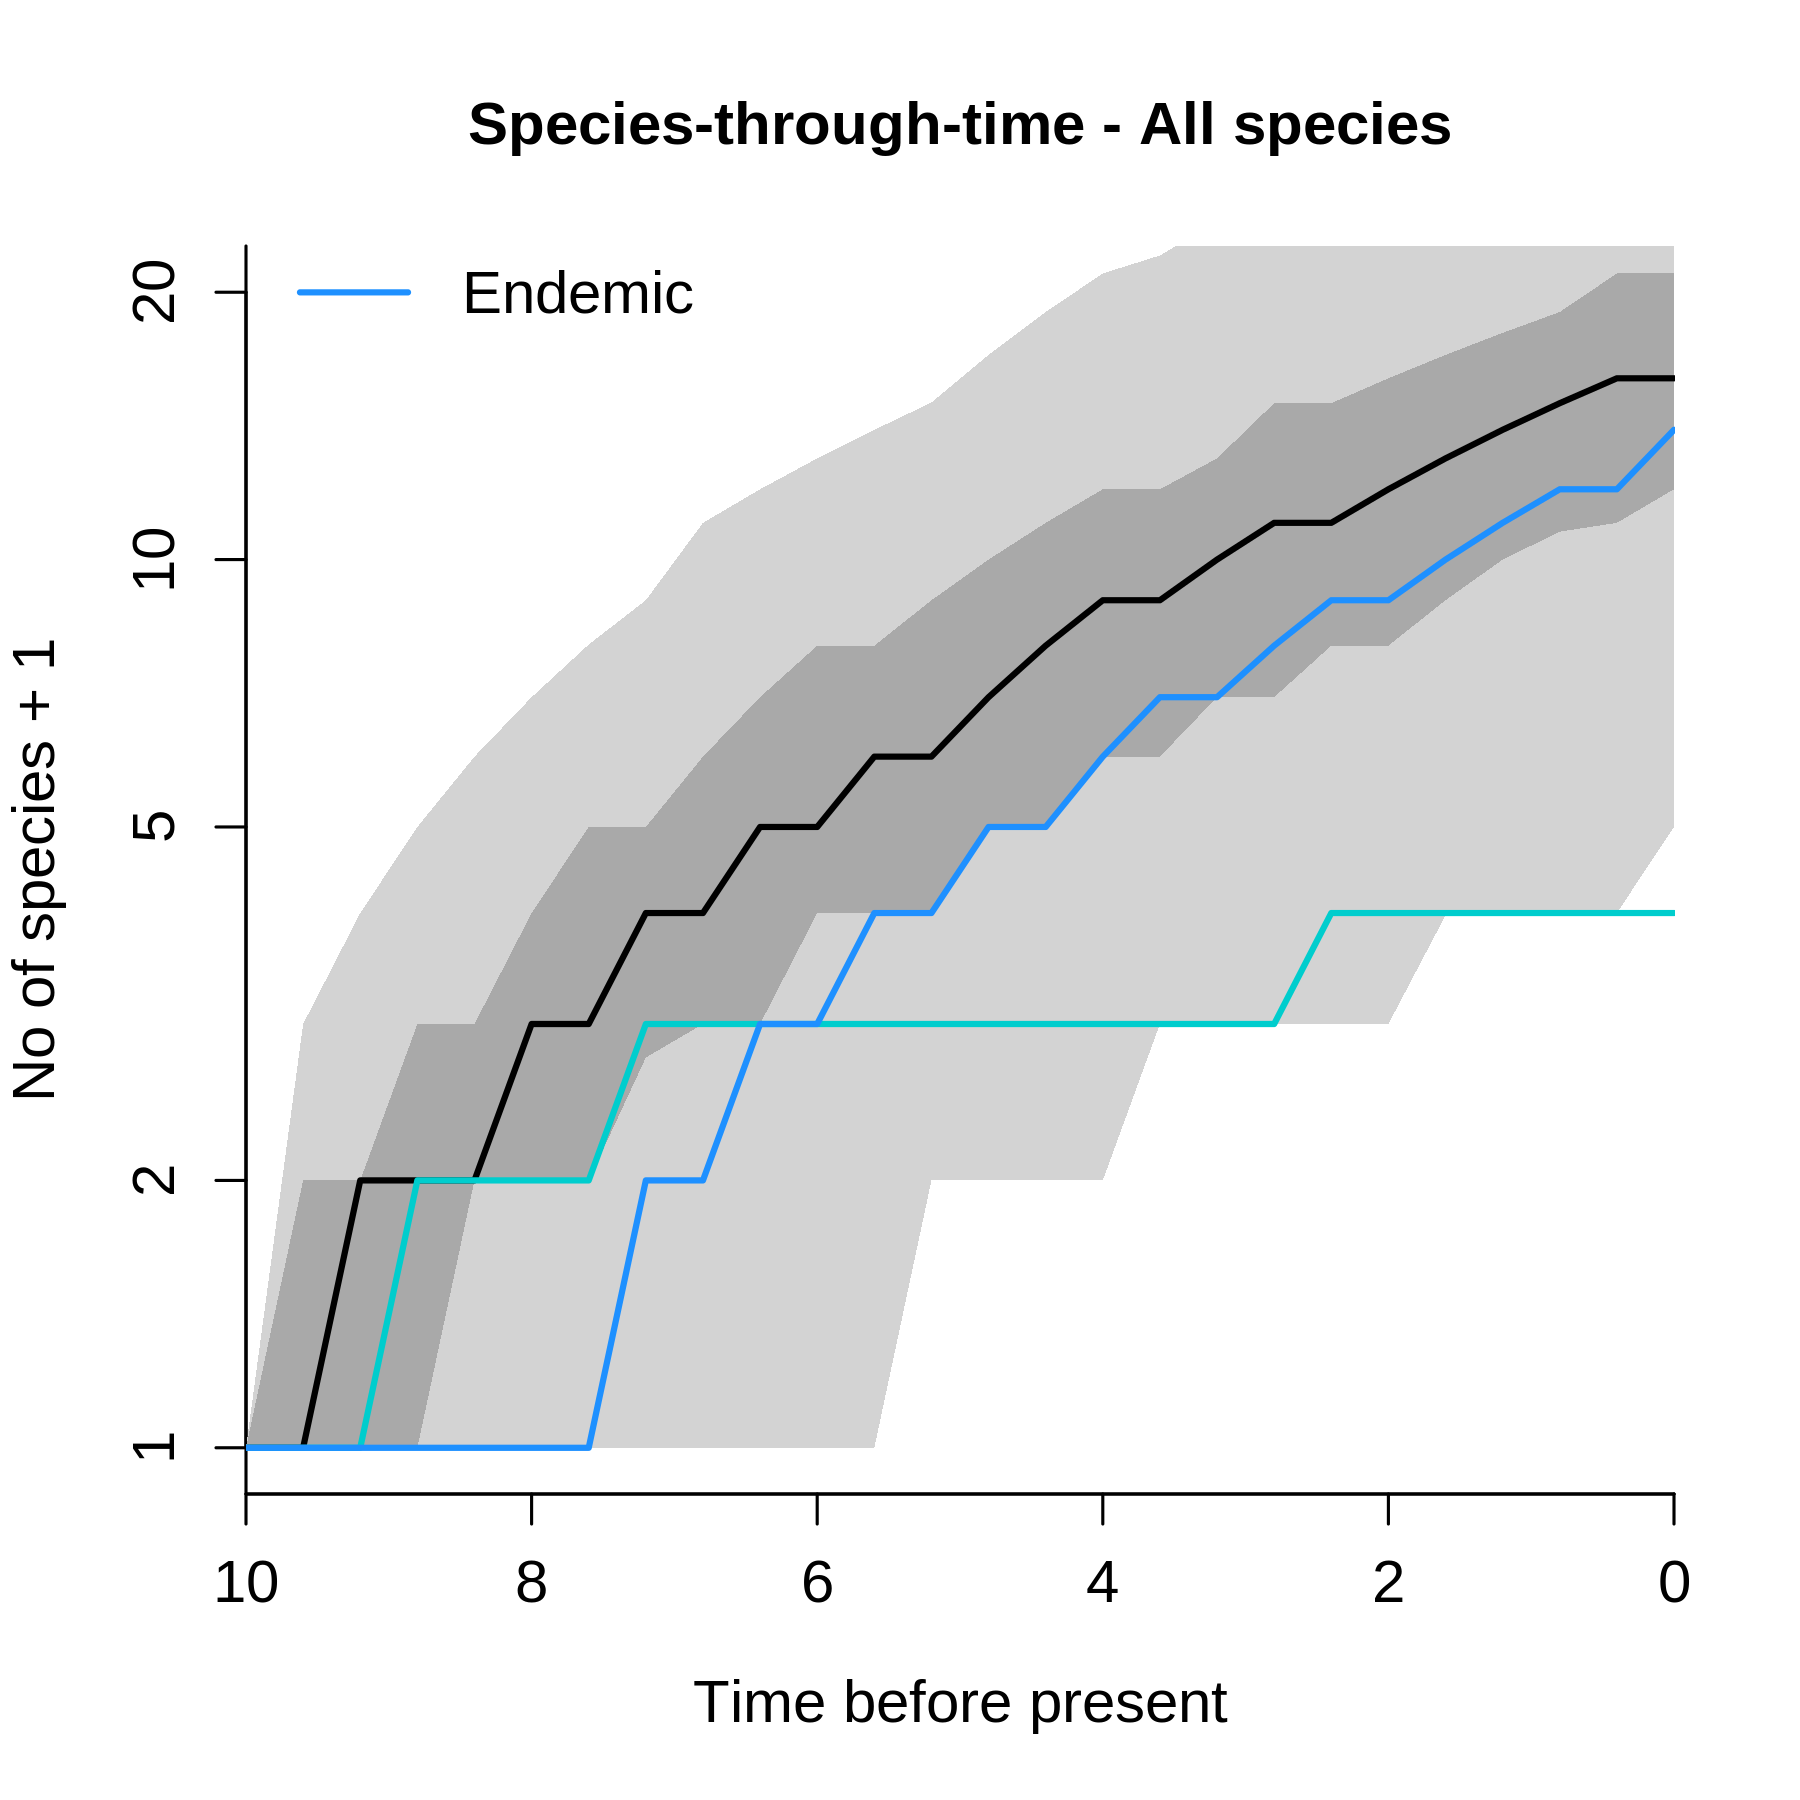 Species-through-time - All species
Endemic
No of species + 1
20
10
5
2
1
10 8 6 4 2 0
Time before present